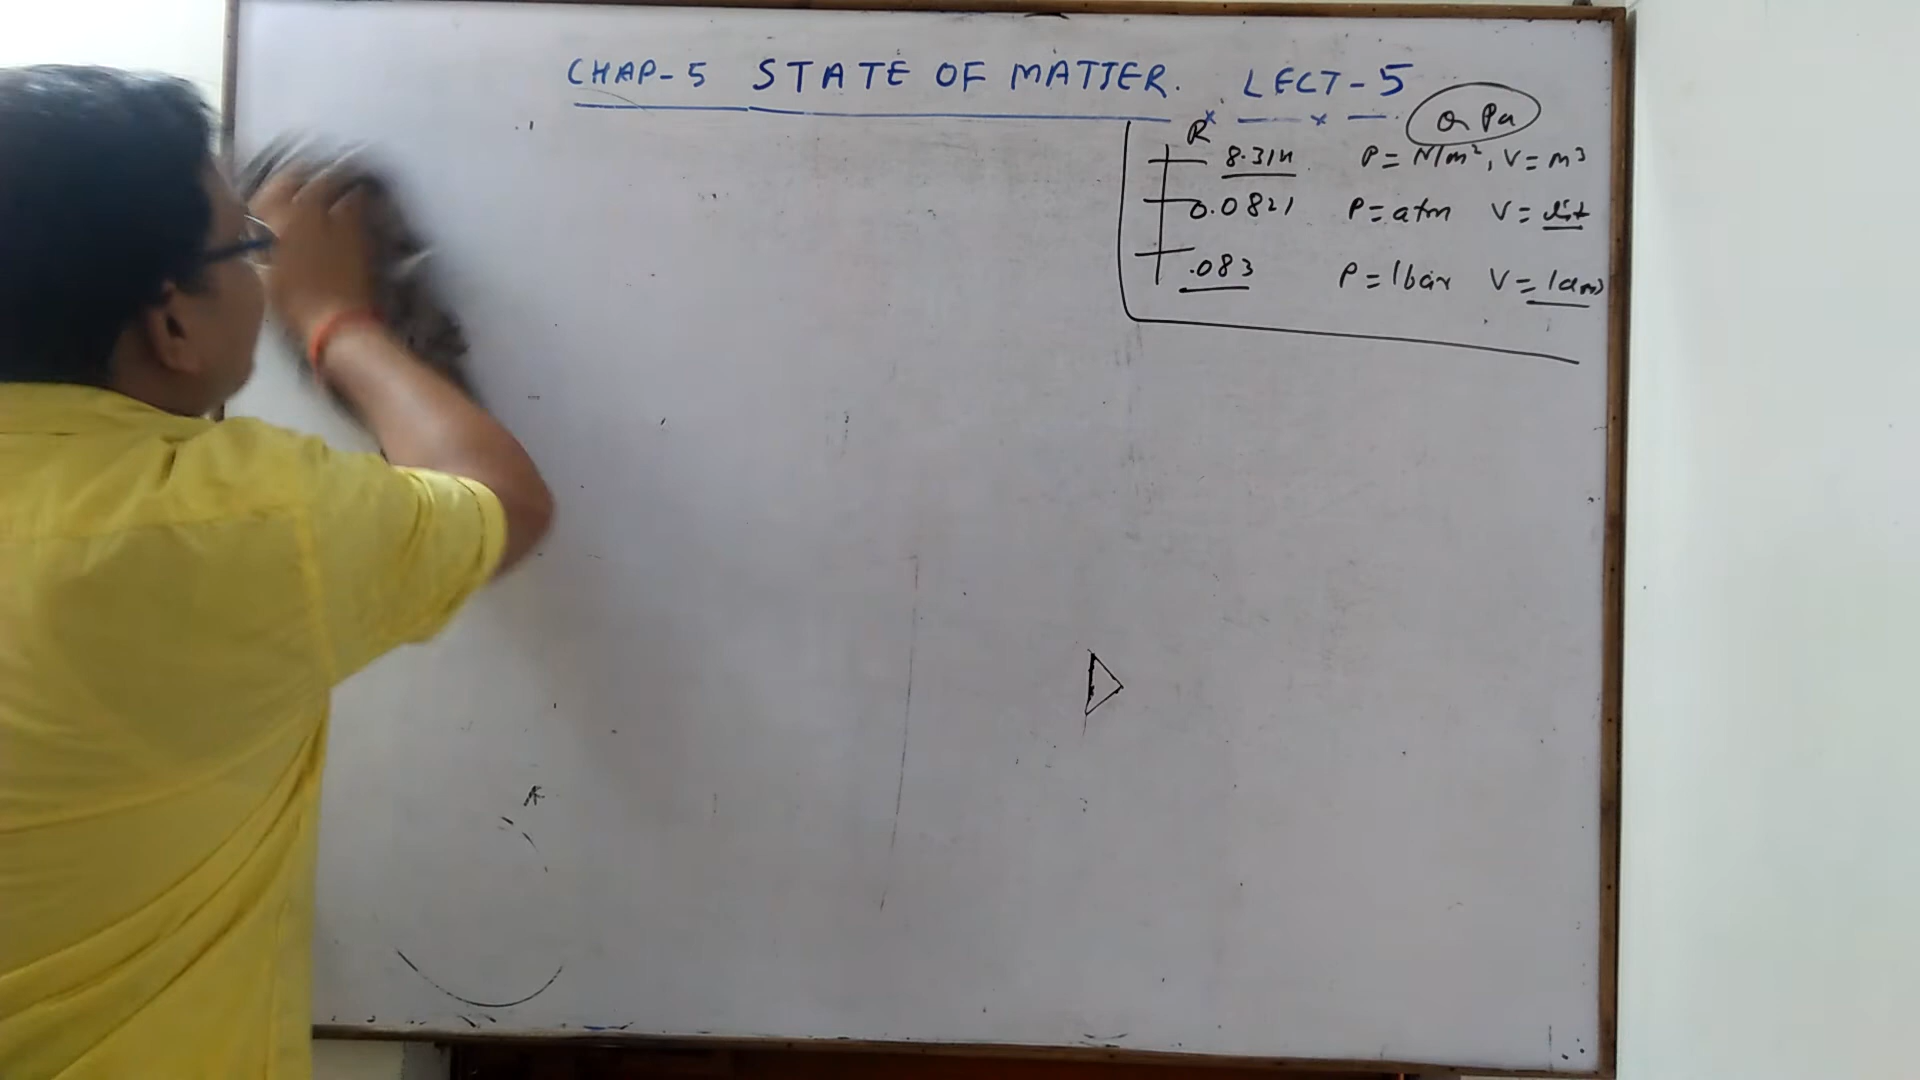 CHAP-5 STATE OF MATTER. LECT-5
or Pa
R
8.314 P = N/m², V = m³
0.0821 P = atm V = lit
.083 P = 1bar V = 1dm³